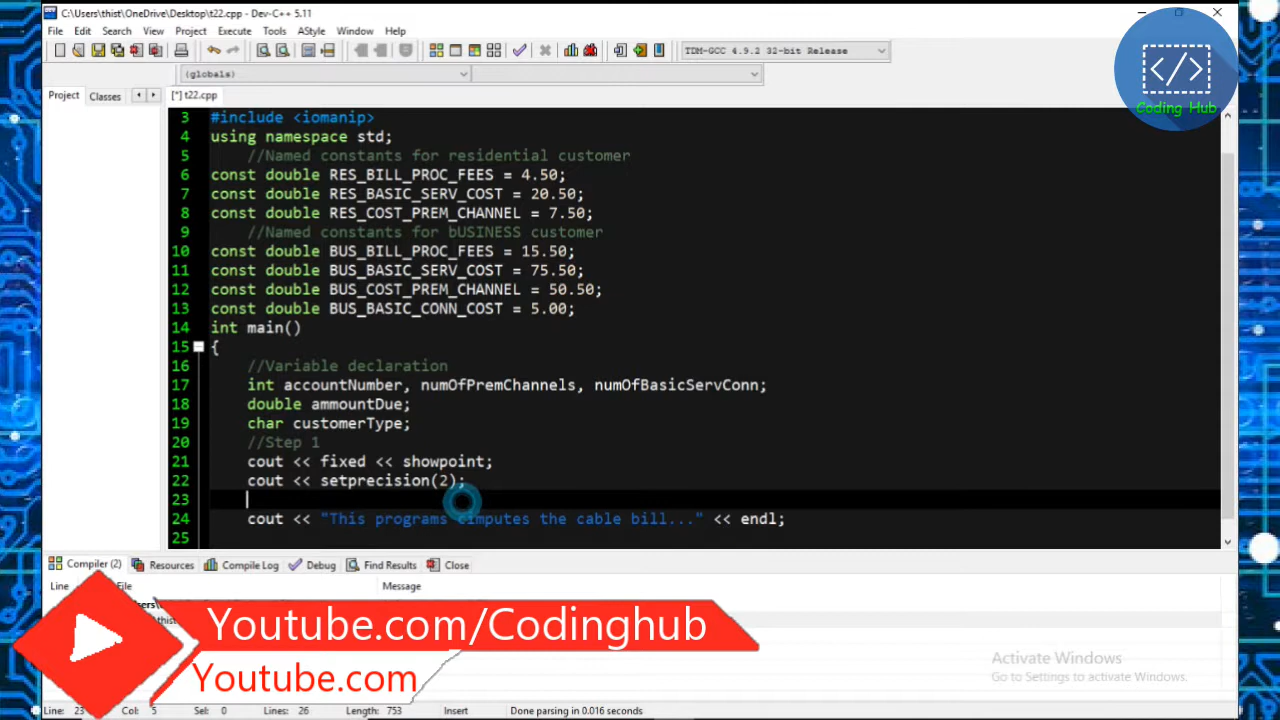 C:\Users\thist\OneDrive\Desktop\t22.cpp - Dev-C++ 5.11
File Edit Search View Project Execute Tools AStyle Window Help
TDM-GCC 4.9.2 32-bit Release
(globals)
Project Classes [*] t22.cpp
Coding Hub
3 #include <iomanip>
4 using namespace std;
5 //Named constants for residential customer
6 const double RES_BILL_PROC_FEES = 4.50;
7 const double RES_BASIC_SERV_COST = 20.50;
8 const double RES_COST_PREM_CHANNEL = 7.50;
9 //Named constants for bUSINESS customer
10 const double BUS_BILL_PROC_FEES = 15.50;
11 const double BUS_BASIC_SERV_COST = 75.50;
12 const double BUS_COST_PREM_CHANNEL = 50.50;
13 const double BUS_BASIC_CONN_COST = 5.00;
14 int main()
15 {
16 //Variable declaration
17 int accountNumber, numOfPremChannels, numOfBasicServConn;
18 double ammountDue;
19 char customerType;
20 //Step 1
21 cout << fixed << showpoint;
22 cout << setprecision(2);
23
24 cout << "This programs cimputes the cable bill..." << endl;
25
Compiler (2) Resources Compile Log Debug Find Results Close
Line File Message
Youtube.com/Codinghub
Youtube.com
Activate Windows
Go to Settings to activate Windows.
Line: 23 Col: 5 Sel: 0 Lines: 26 Length: 753 Insert Done parsing in 0.016 seconds